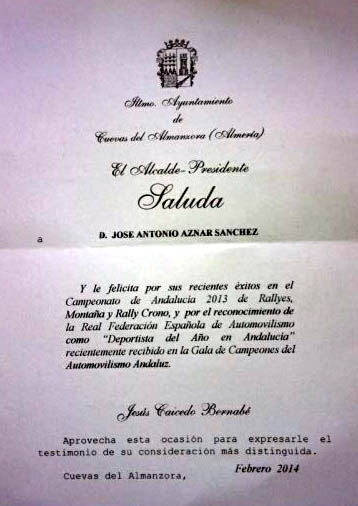 Iltmo. Ayuntamiento
de
Cuevas del Almanzora (Almería)
El Alcalde-Presidente
Saluda
a D. JOSE ANTONIO AZNAR SANCHEZ
Y le felicita por sus recientes éxitos en el
Campeonato de Andalucía 2013 de Rallyes,
Montaña y Rally Crono, y por el reconocimiento de
la Real Federación Española de Automovilismo
como "Deportista del Año en Andalucía"
recientemente recibido en la Gala de Campeones del
Automovilismo Andaluz.
Jesús Caicedo Bernabé
Aprovecha esta ocasión para expresarle el
testimonio de su consideración más distinguida.
Cuevas del Almanzora, Febrero 2014